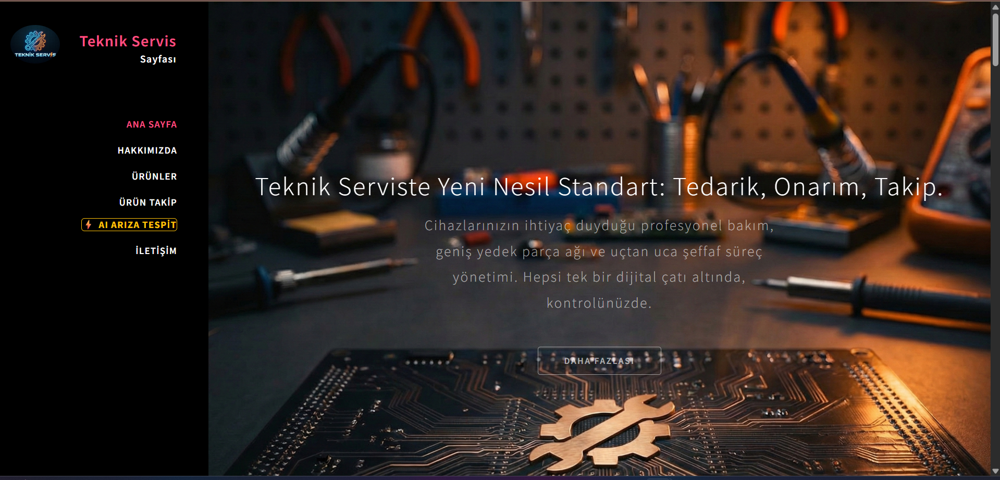 TEKNİK SERVİS
Teknik Servis
Sayfası
ANA SAYFA
HAKKIMIZDA
ÜRÜNLER
ÜRÜN TAKİP
AI ARIZA TESPİT
İLETİŞİM
Teknik Serviste Yeni Nesil Standart: Tedarik, Onarım, Takip.
Cihazlarınızın ihtiyaç duyduğu profesyonel bakım,
geniş yedek parça ağı ve uçtan uca şeffaf süreç
yönetimi. Hepsi tek bir dijital çatı altında,
kontrolünüzde.
DAHA FAZLASI